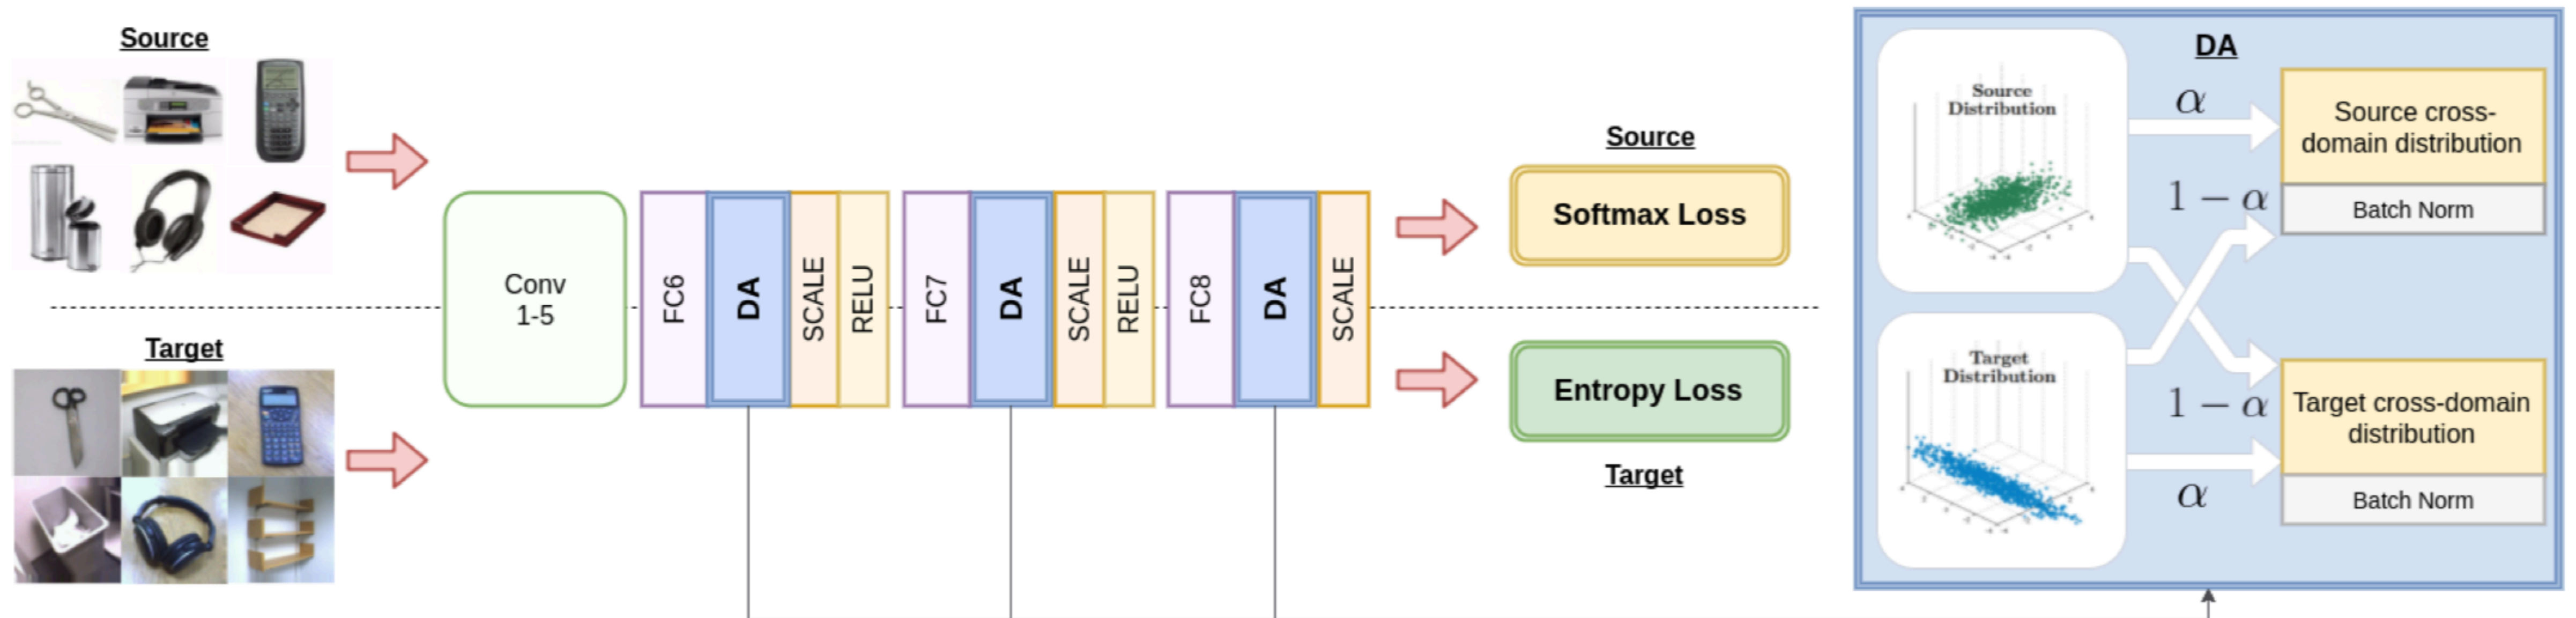 Source
Target
Conv
1-5
FC6
DA
SCALE
RELU
FC7
DA
SCALE
RELU
FC8
DA
SCALE
Source
Softmax Loss
Entropy Loss
Target
DA
Source
Distribution
Target
Distribution
α
1 − α
1 − α
α
Source cross-
domain distribution
Batch Norm
Target cross-domain
distribution
Batch Norm